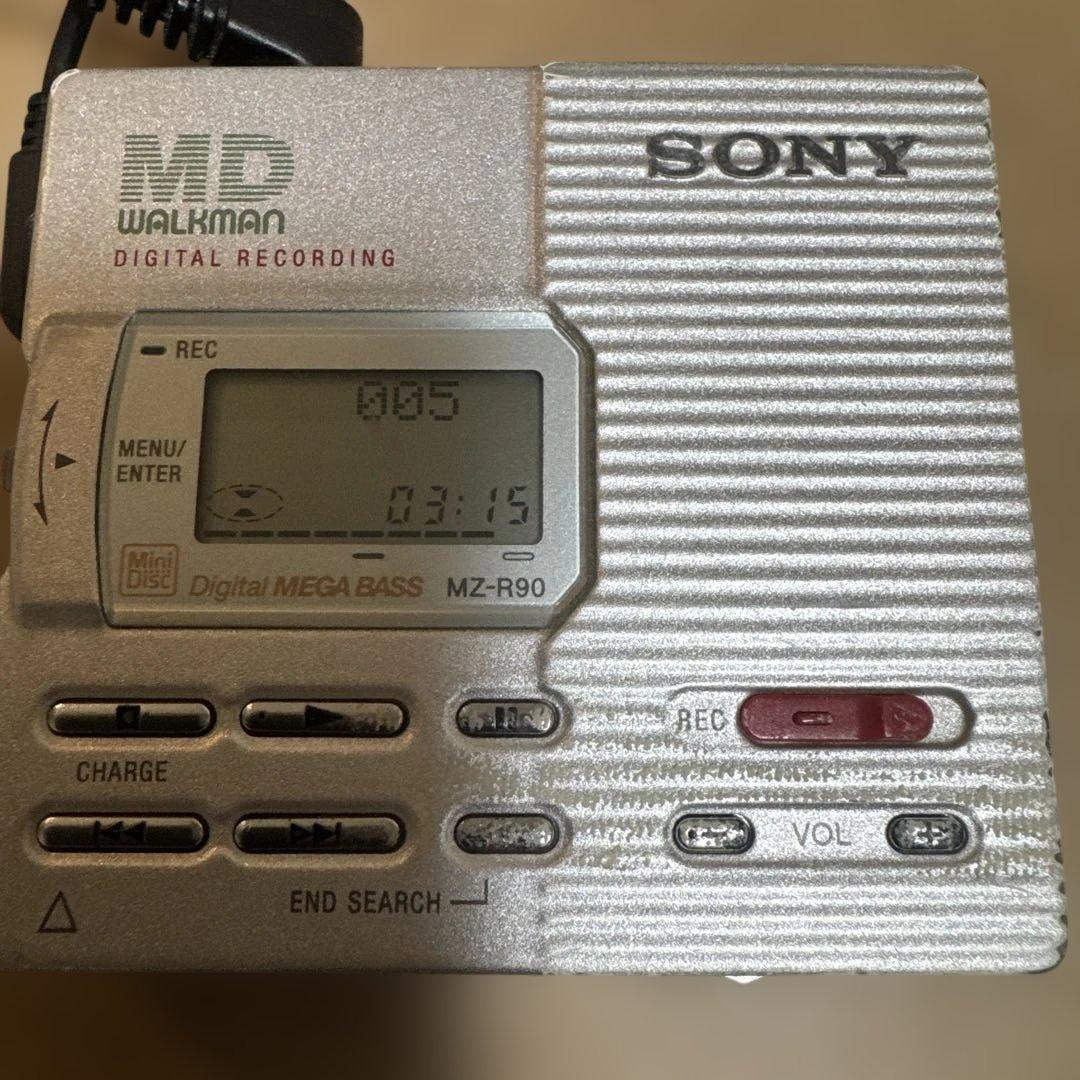 MD
WALKMAN
DIGITAL RECORDING
SONY
REC
005
MENU/
ENTER
03:15
Mini
Disc
Digital MEGA BASS
MZ-R90
REC
CHARGE
VOL
END SEARCH